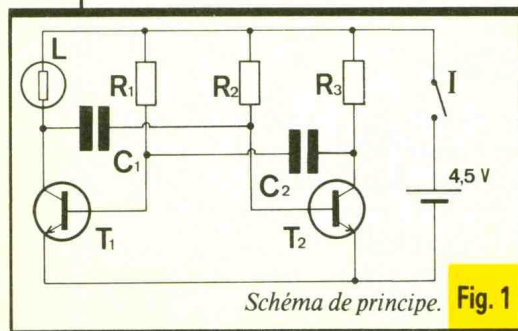 L
R1
R2
R3
I
C1
C2
4,5 V
T1
T2
Schéma de principe.
Fig. 1